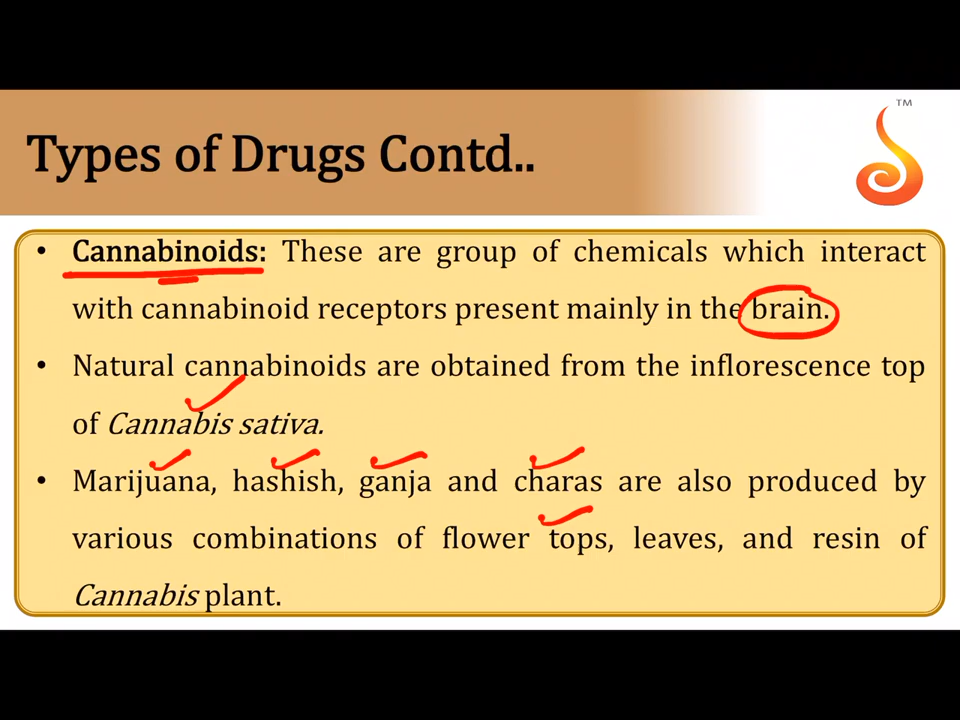 TM
Types of Drugs Contd..
• Cannabinoids: These are group of chemicals which interact
with cannabinoid receptors present mainly in the brain.
• Natural cannabinoids are obtained from the inflorescence top
of Cannabis sativa.
• Marijuana, hashish, ganja and charas are also produced by
various combinations of flower tops, leaves, and resin of
Cannabis plant.